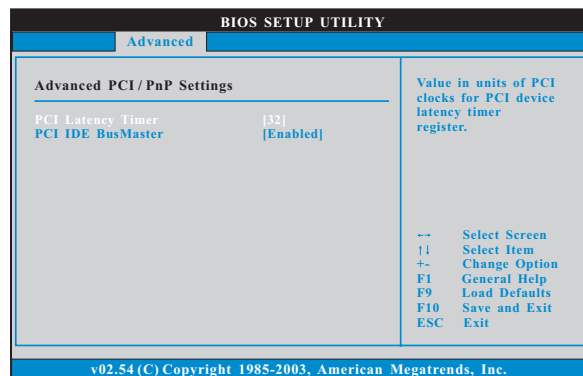 BIOS SETUP UTILITY
Advanced
Advanced PCI / PnP Settings
PCI Latency Timer [32]
PCI IDE BusMaster [Enabled]
Value in units of PCI
clocks for PCI device
latency timer
register.
←→ Select Screen
↑↓ Select Item
+- Change Option
F1 General Help
F9 Load Defaults
F10 Save and Exit
ESC Exit
v02.54 (C) Copyright 1985-2003, American Megatrends, Inc.